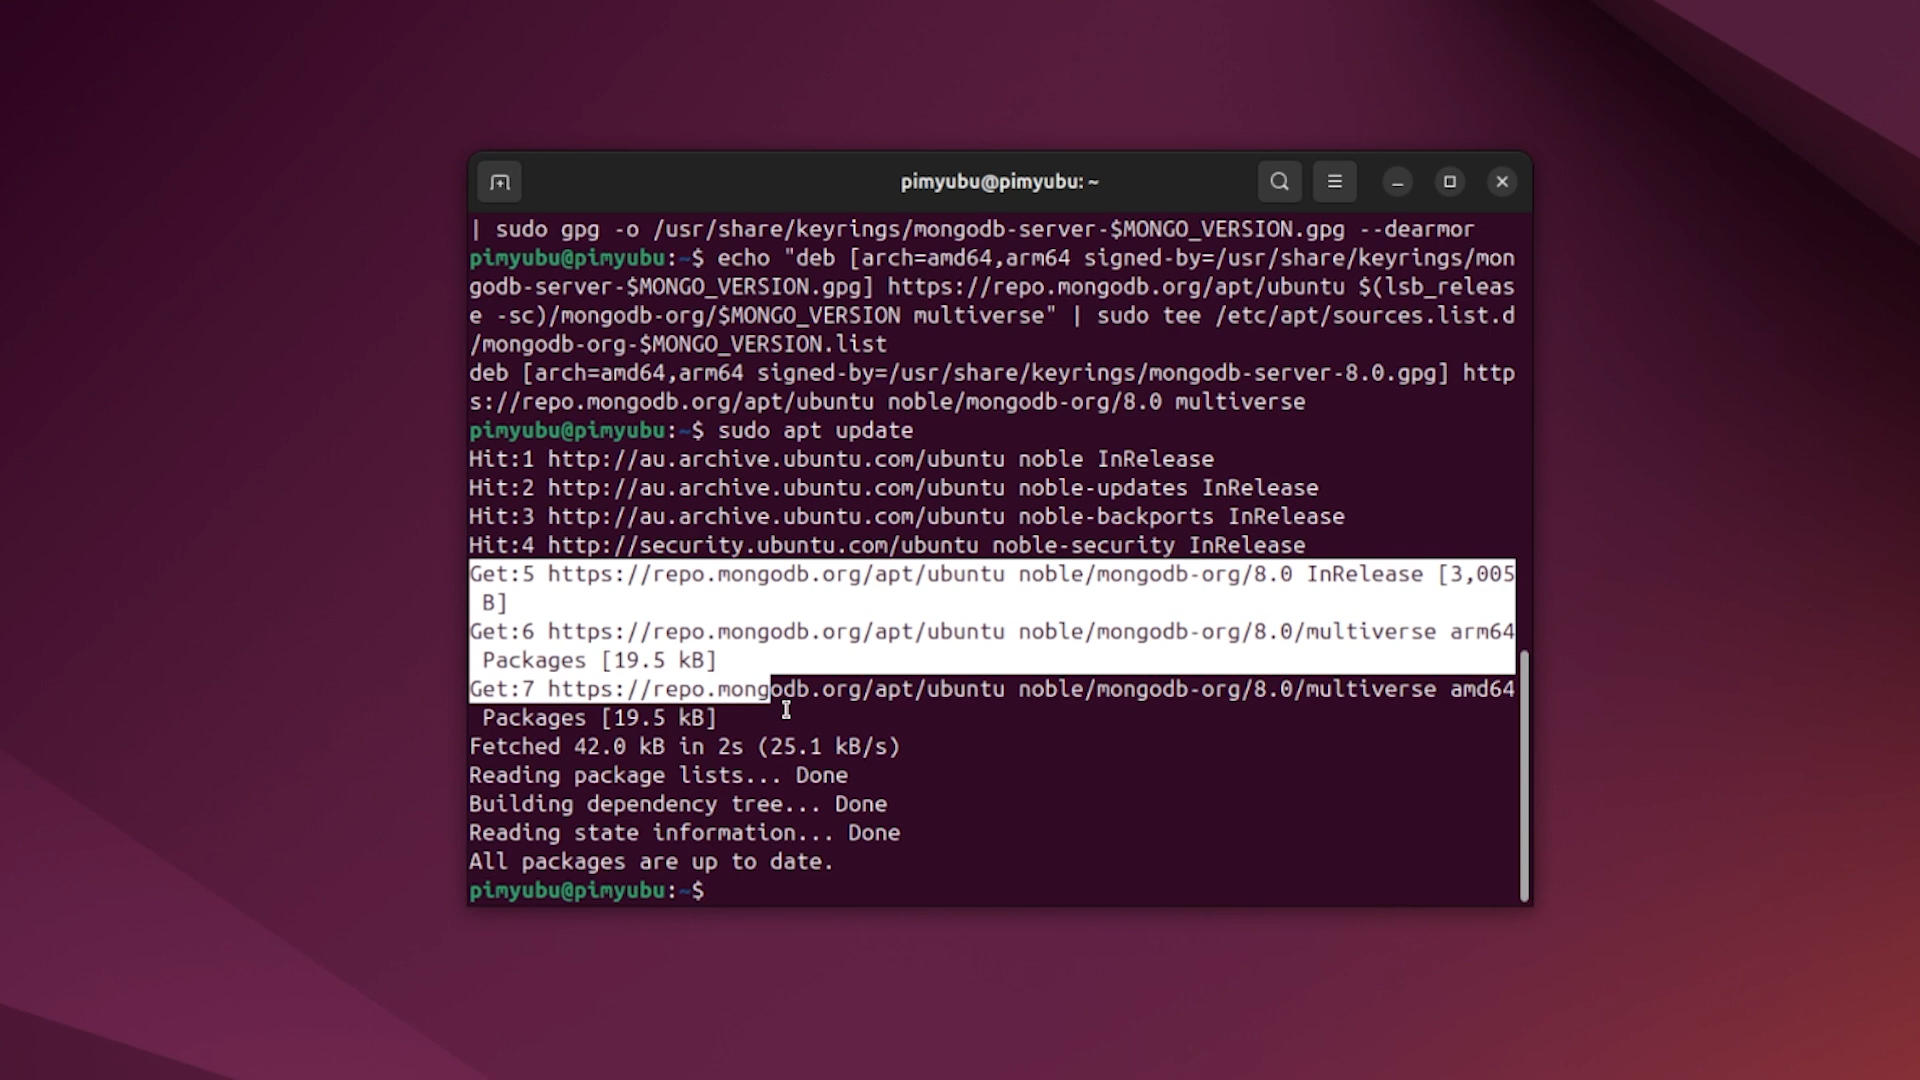 pimyubu@pimyubu: ~
| sudo gpg -o /usr/share/keyrings/mongodb-server-$MONGO_VERSION.gpg --dearmor
pimyubu@pimyubu:~$ echo "deb [arch=amd64,arm64 signed-by=/usr/share/keyrings/mon
godb-server-$MONGO_VERSION.gpg] https://repo.mongodb.org/apt/ubuntu $(lsb_releas
e -sc)/mongodb-org/$MONGO_VERSION multiverse" | sudo tee /etc/apt/sources.list.d
/mongodb-org-$MONGO_VERSION.list
deb [arch=amd64,arm64 signed-by=/usr/share/keyrings/mongodb-server-8.0.gpg] http
s://repo.mongodb.org/apt/ubuntu noble/mongodb-org/8.0 multiverse
pimyubu@pimyubu:~$ sudo apt update
Hit:1 http://au.archive.ubuntu.com/ubuntu noble InRelease
Hit:2 http://au.archive.ubuntu.com/ubuntu noble-updates InRelease
Hit:3 http://au.archive.ubuntu.com/ubuntu noble-backports InRelease
Hit:4 http://security.ubuntu.com/ubuntu noble-security InRelease
Get:5 https://repo.mongodb.org/apt/ubuntu noble/mongodb-org/8.0 InRelease [3,005
 B]
Get:6 https://repo.mongodb.org/apt/ubuntu noble/mongodb-org/8.0/multiverse arm64
 Packages [19.5 kB]
Get:7 https://repo.mongodb.org/apt/ubuntu noble/mongodb-org/8.0/multiverse amd64
 Packages [19.5 kB]
Fetched 42.0 kB in 2s (25.1 kB/s)
Reading package lists... Done
Building dependency tree... Done
Reading state information... Done
All packages are up to date.
pimyubu@pimyubu:~$